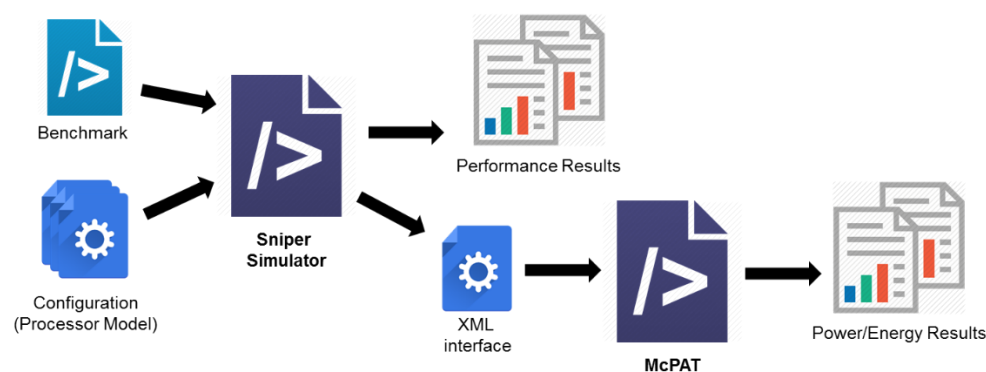 />
Benchmark
/>
Performance Results
Configuration
(Processor Model)
Sniper
Simulator
XML
interface
/>
McPAT
Power/Energy Results